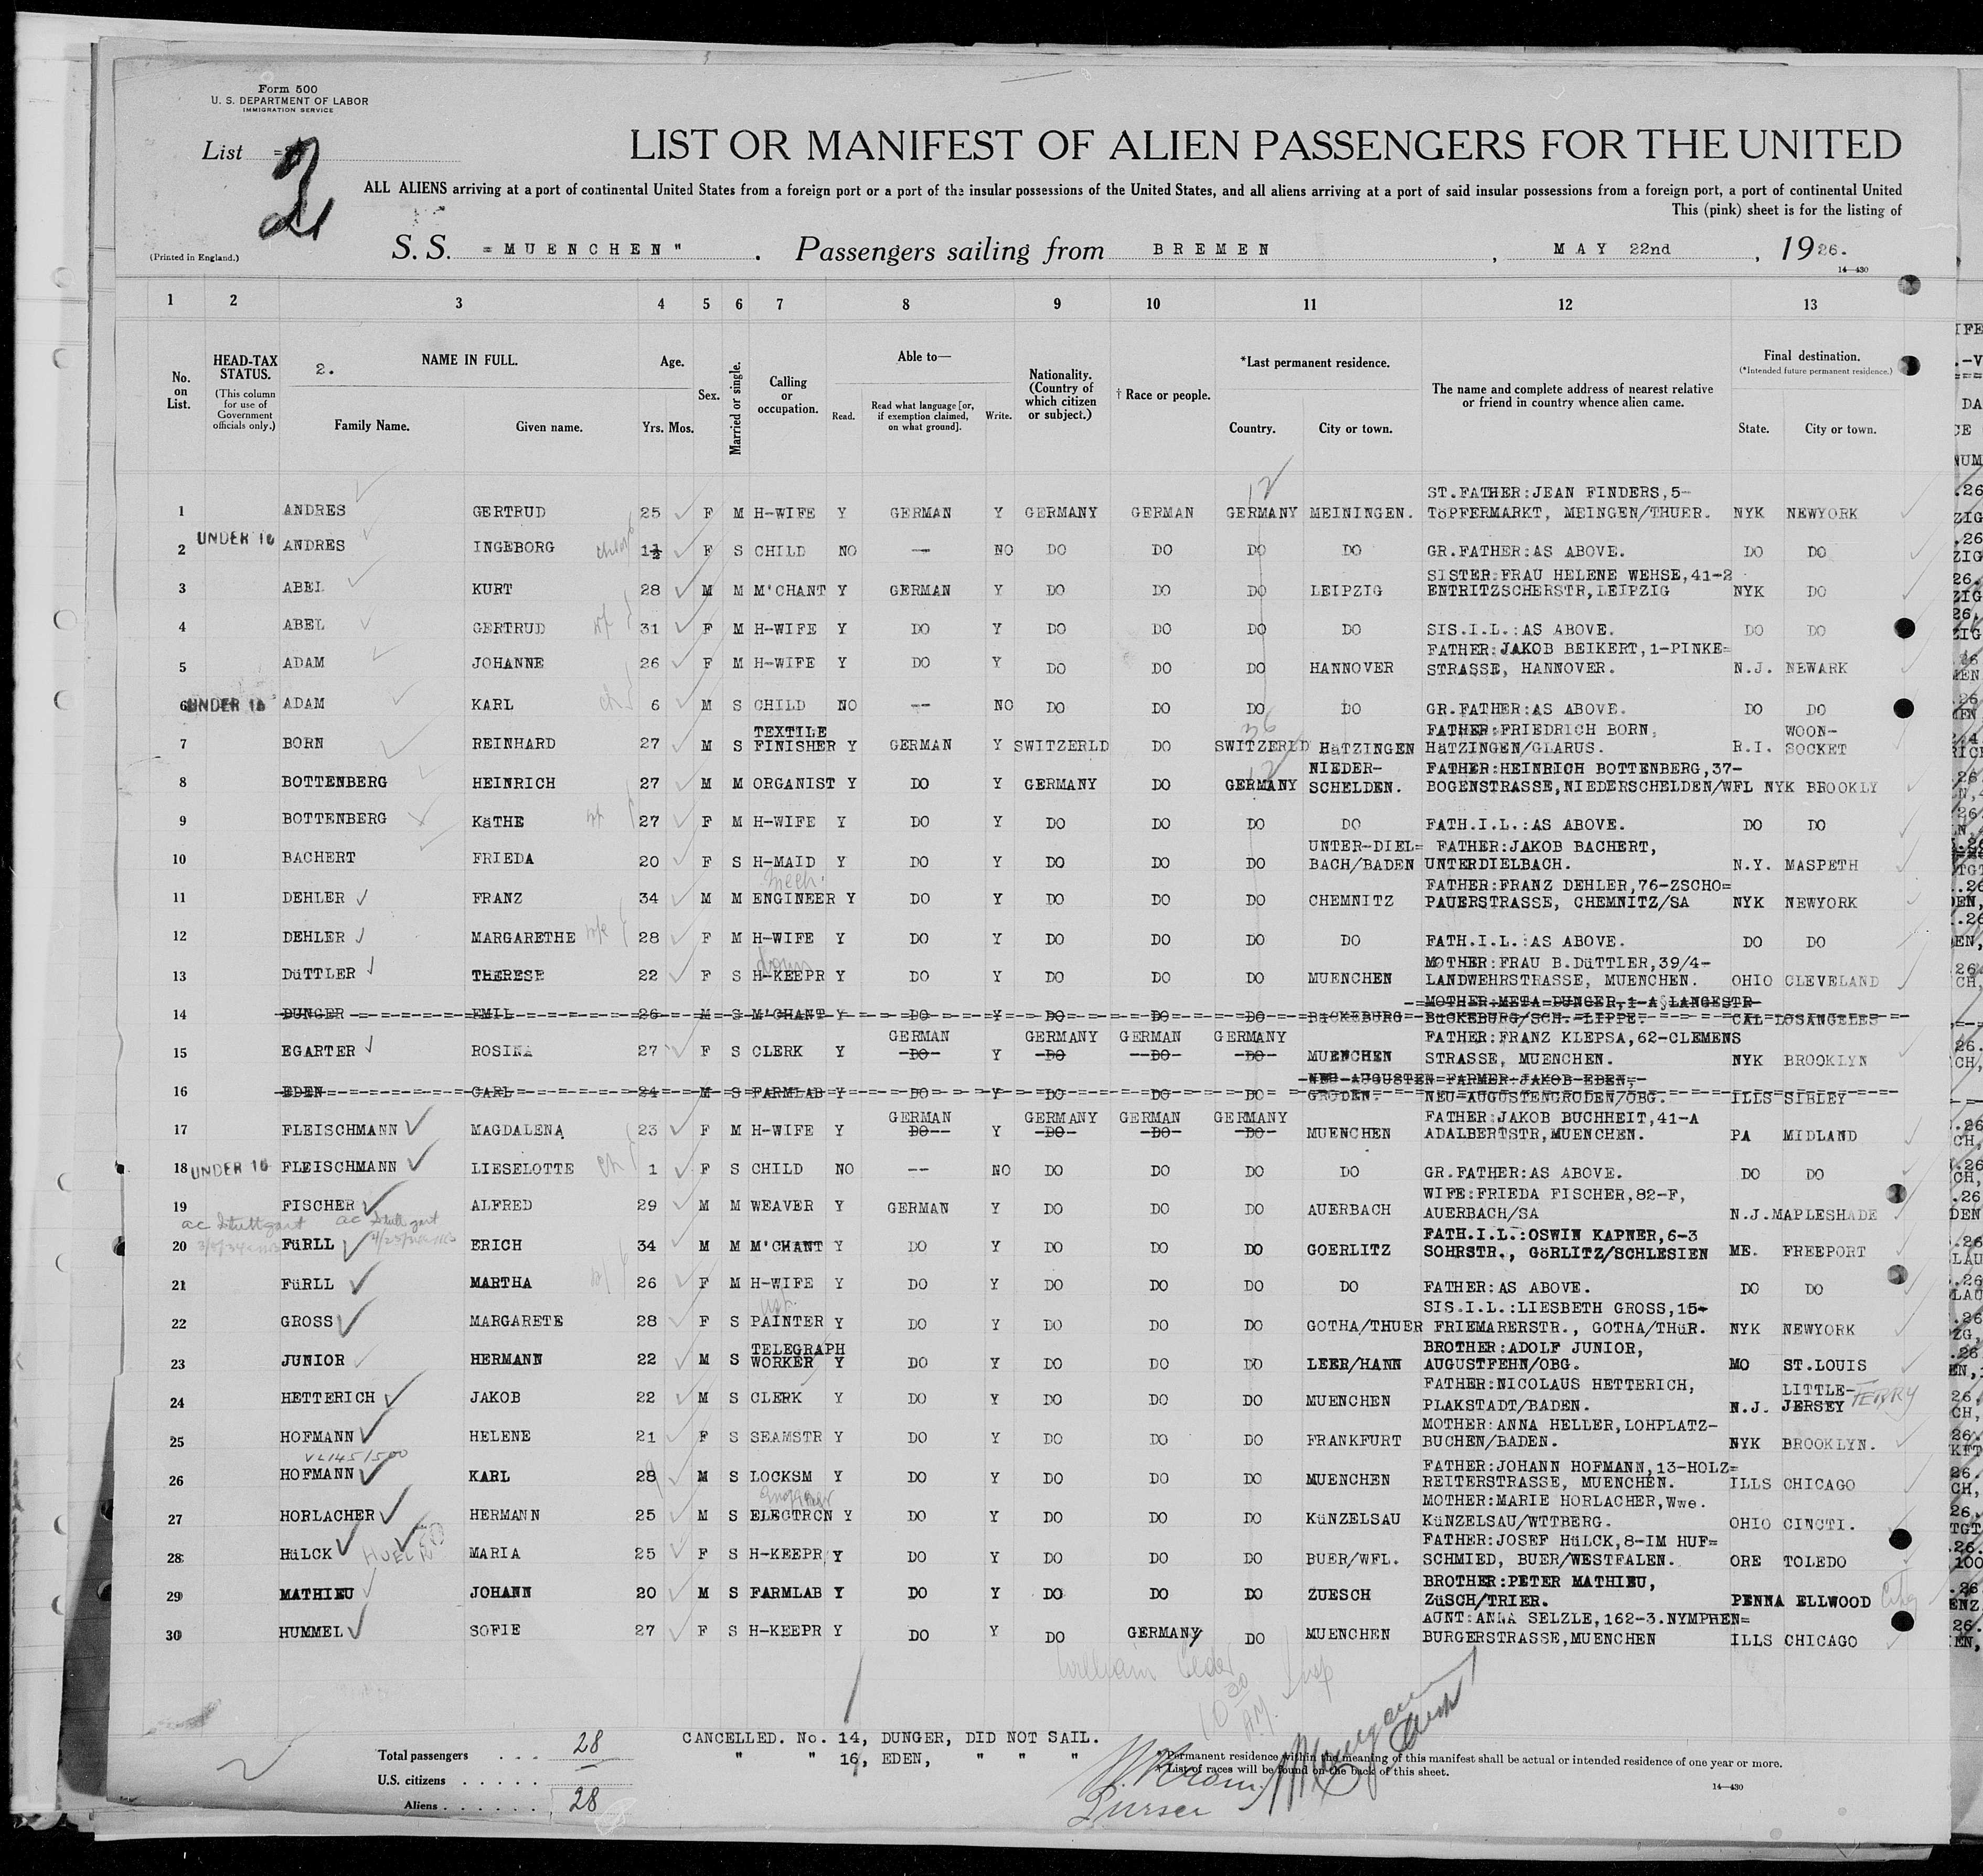 Form 500
U. S. DEPARTMENT OF LABOR
IMMIGRATION SERVICE
List 2
LIST OR MANIFEST OF ALIEN PASSENGERS FOR THE UNITED
ALL ALIENS arriving at a port of continental United States from a foreign port or a port of the insular possessions of the United States, and all aliens arriving at a port of said insular possessions from a foreign port, a port of continental United
This (pink) sheet is for the listing of
(Printed in England.)
S. S. "MUENCHEN". Passengers sailing from BREMEN, MAY 22nd, 1926.
14—430
1 2 3 4 5 6 7 8 9 10 11 12 13
No. on List.
HEAD-TAX STATUS.
(This column for use of Government officials only.)
2. NAME IN FULL.
Family Name. Given name.
Age.
Yrs. Mos.
Sex.
Married or single.
Calling or occupation.
Able to—
Read. Read what language [or, if exemption claimed, on what ground]. Write.
Nationality. (Country of which citizen or subject.)
† Race or people.
*Last permanent residence.
Country. City or town.
The name and complete address of nearest relative or friend in country whence alien came.
Final destination.
(*Intended future permanent residence.)
State. City or town.
12
ST.FATHER:JEAN FINDERS,5-
1 ANDRES GERTRUD 25 F M H-WIFE Y GERMAN Y GERMANY GERMAN GERMANY MEININGEN. TöPFERMARKT, MEINGEN/THUER. NYK NEWYORK
2 UNDER 16 ANDRES INGEBORG 1½ F S CHILD NO -- NO DO DO DO DO GR.FATHER:AS ABOVE. DO DO
SISTER:FRAU HELENE WEHSE,41-2
3 ABEL KURT 28 M M M'CHANT Y GERMAN Y DO DO DO LEIPZIG ENTRITZSCHERSTR,LEIPZIG NYK DO
4 ABEL GERTRUD wf 31 F M H-WIFE Y DO Y DO DO DO DO SIS.I.L.:AS ABOVE. DO DO
FATHER:JAKOB BEIKERT,1-PINKE=
5 ADAM JOHANNE 26 F M H-WIFE Y DO Y DO DO DO HANNOVER STRASSE, HANNOVER. N.J. NEWARK
6 UNDER 16 ADAM KARL ch 6 M S CHILD NO -- NO DO DO DO DO GR.FATHER:AS ABOVE. DO DO
TEXTILE 36 FATHER:FRIEDRICH BORN, WOON-
7 BORN REINHARD 27 M S FINISHER Y GERMAN Y SWITZERLD DO SWITZERLD HäTZINGEN HäTZINGEN/GLARUS. R.I. SOCKET
12 NIEDER- FATHER:HEINRICH BOTTENBERG,37-
8 BOTTENBERG HEINRICH 27 M M ORGANIST Y DO Y GERMANY DO GERMANY SCHELDEN. BOGENSTRASSE,NIEDERSCHELDEN/WFL NYK BROOKLY
9 BOTTENBERG KäTHE wf 27 F M H-WIFE Y DO Y DO DO DO DO FATH.I.L.:AS ABOVE. DO DO
UNTER-DIEL= FATHER:JAKOB BACHERT,
10 BACHERT FRIEDA 20 F S H-MAID Y DO Y DO DO DO BACH/BADEN UNTERDIELBACH. N.Y. MASPETH
mech. FATHER:FRANZ DEHLER,76-ZSCHO=
11 DEHLER FRANZ 34 M M ENGINEER Y DO Y DO DO DO CHEMNITZ PAUERSTRASSE, CHEMNITZ/SA NYK NEWYORK
12 DEHLER MARGARETHE wfe 28 F M H-WIFE Y DO Y DO DO DO DO FATH.I.L.:AS ABOVE. DO DO
dom MOTHER:FRAU B.DüTTLER,39/4-
13 DüTTLER THERESE 22 F S H-KEEPR Y DO Y DO DO DO MUENCHEN LANDWEHRSTRASSE, MUENCHEN. OHIO CLEVELAND
MOTHER:META DUNGER,1-A,LANGESTR
14 DUNGER EMIL 26 M S M'CHANT Y DO Y DO DO DO BüCKEBURG BüCKEBURG/SCH.-LIPPE. CAL LOSANGELES
GERMAN GERMANY GERMAN GERMANY FATHER:FRANZ KLEPSA,62-CLEMENS
15 EGARTER ROSINA 27 F S CLERK Y DO Y DO DO DO MUENCHEN STRASSE, MUENCHEN. NYK BROOKLYN
NEU-AUGUSTEN=FARMER:JAKOB EDEN,
16 EDEN CARL 24 M S FARMLAB Y DO Y DO DO DO GRODEN. NEU-AUGUSTENGRODEN/OBG. ILLS SIBLEY
GERMAN GERMANY GERMAN GERMANY FATHER:JAKOB BUCHHEIT,41-A
17 FLEISCHMANN MAGDALENA 23 F M H-WIFE Y DO Y DO DO DO MUENCHEN ADALBERTSTR,MUENCHEN. PA MIDLAND
18 UNDER 16 FLEISCHMANN LIESELOTTE ch 1 F S CHILD NO -- NO DO DO DO DO GR.FATHER:AS ABOVE. DO DO
WIFE:FRIEDA FISCHER,82-F,
19 FISCHER ALFRED 29 M M WEAVER Y GERMAN Y DO DO DO AUERBACH AUERBACH/SA N.J.MAPLESHADE
ac Stuttgart ac Stuttgart
FATH.I.L.:OSWIN KAPNER,6-3
20 FüRLL ERICH 34 M M M'CHANT Y DO Y DO DO DO GOERLITZ SOHRSTR., GöRLITZ/SCHLESIEN ME. FREEPORT
21 FüRLL MARTHA wf 26 F M H-WIFE Y DO Y DO DO DO DO FATHER:AS ABOVE. DO DO
SIS.I.L.:LIESBETH GROSS,15-
22 GROSS MARGARETE 28 F S PAINTER Y DO Y DO DO DO GOTHA/THUER FRIEMARERSTR., GOTHA/THüR. NYK NEWYORK
TELEGRAPH BROTHER:ADOLF JUNIOR,
23 JUNIOR HERMANN 22 M S WORKER Y DO Y DO DO DO LEER/HANN AUGUSTFEHN/OBG. MO ST.LOUIS
FATHER:NICOLAUS HETTERICH, LITTLE-
24 HETTERICH JAKOB 22 M S CLERK Y DO Y DO DO DO MUENCHEN PLAKSTADT/BADEN. N.J. JERSEY FERRY
MOTHER:ANNA HELLER,LOHPLATZ-
25 HOFMANN HELENE 21 F S SEAMSTR Y DO Y DO DO DO FRANKFURT BUCHEN/BADEN. NYK BROOKLYN.
VL145/500 FATHER:JOHANN HOFMANN,13-HOLZ=
26 HOFMANN KARL 28 M S LOCKSM Y DO Y DO DO DO MUENCHEN REITERSTRASSE, MUENCHEN. ILLS CHICAGO
engineer MOTHER:MARIE HORLACHER,Wwe.
27 HORLACHER HERMANN 25 M S ELECTRCN Y DO Y DO DO DO KüNZELSAU KüNZELSAU/WTTBERG. OHIO CINCTI.
FATHER:JOSEF HüLCK,8-IM HUF=
28 HüLCK MARIA 25 F S H-KEEPR Y DO Y DO DO DO BUER/WFL. SCHMIED, BUER/WESTFALEN. ORE TOLEDO
BROTHER:PETER MATHIEU,
29 MATHIEU JOHANN 20 M S FARMLAB Y DO Y DO DO DO ZUESCH ZüSCH/TRIER. PENNA ELLWOOD City
AUNT:ANNA SELZLE,162-3.NYMPHEN=
30 HUMMEL SOFIE 27 F S H-KEEPR Y DO Y DO GERMANY DO MUENCHEN BURGERSTRASSE,MUENCHEN ILLS CHICAGO
William Insp
10 30 AM.
CANCELLED. No. 14, DUNGER, DID NOT SAIL.
" " 16, EDEN, " " "
Total passengers . . . 28
U.S. citizens . . . . .
Aliens . . . . . . 28
* Permanent residence within the meaning of this manifest shall be actual or intended residence of one year or more.
† List of races will be found on the back of this sheet.
14—430
Purser